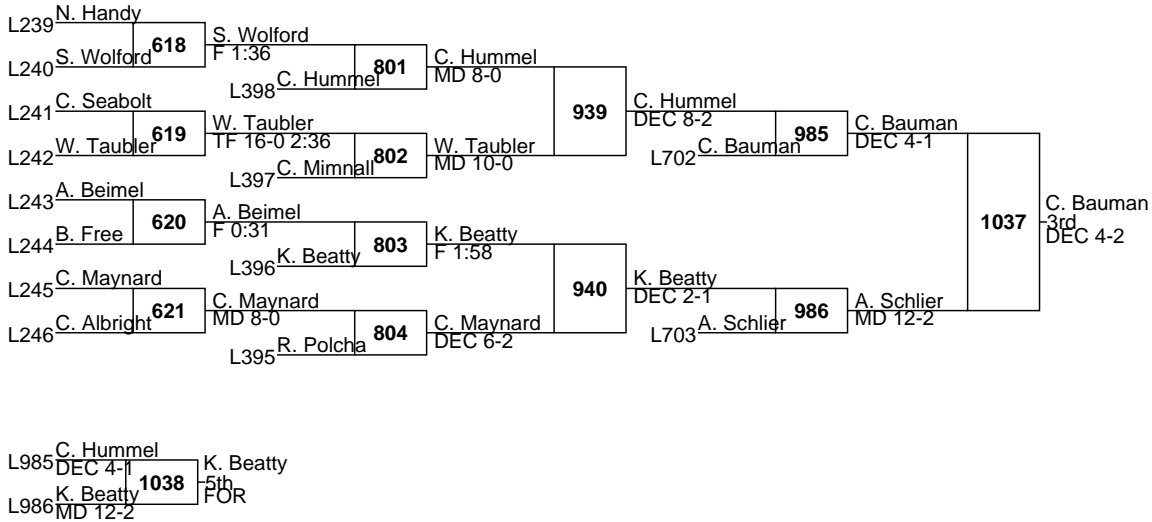 L239 N. Handy
618
S. Wolford
F 1:36
L240 S. Wolford
801
C. Hummel
MD 8-0
L398 C. Hummel
L241 C. Seabolt
939
C. Hummel
DEC 8-2
619
W. Taubler
TF 16-0 2:36
985
C. Bauman
DEC 4-1
L242 W. Taubler
802
W. Taubler
MD 10-0
L702 C. Bauman
L397 C. Mimnall
L243 A. Beimel
620
A. Beimel
F 0:31
1037
C. Bauman
3rd
DEC 4-2
L244 B. Free
803
K. Beatty
F 1:58
L396 K. Beatty
L245 C. Maynard
940
K. Beatty
DEC 2-1
621
C. Maynard
MD 8-0
986
A. Schlier
MD 12-2
L246 C. Albright
804
C. Maynard
DEC 6-2
L703 A. Schlier
L395 R. Polcha
L985 C. Hummel
DEC 4-1
1038
K. Beatty
5th
FOR
L986 K. Beatty
MD 12-2